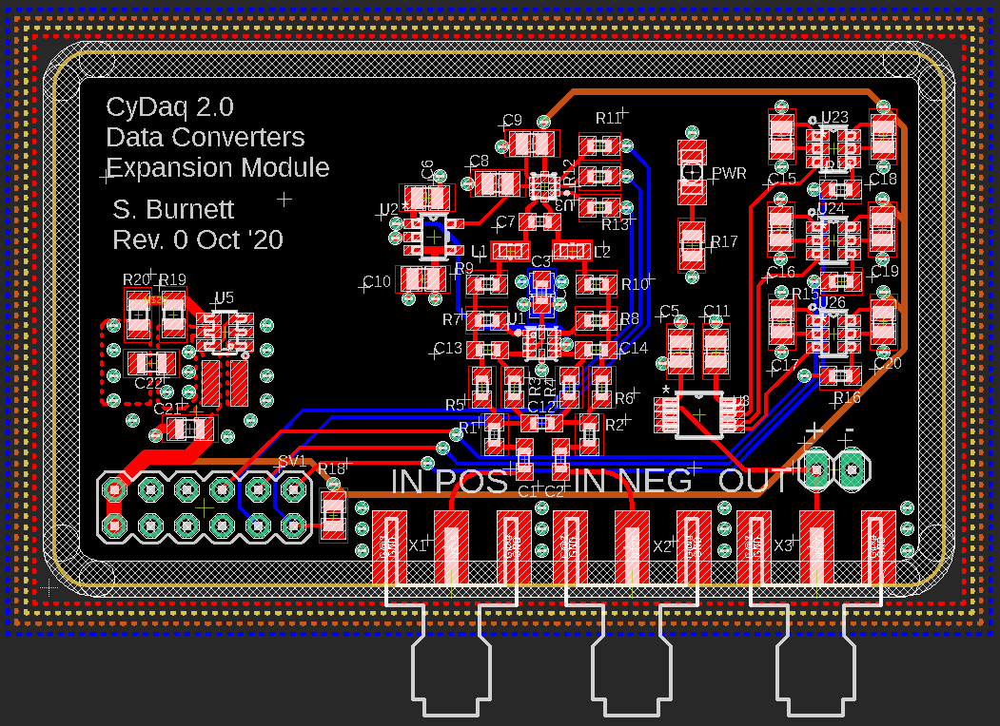 CyDaq 2.0
Data Converters
Expansion Module
S. Burnett
Rev. 0 Oct '20
C9
R11
U23
C8
C6
PWR
C15
C18
U2*
U24
C7
R13
L1
L2
R17
C3
C10
R9
R10
C16
C19
R20
R19
U5
R7
U1
R8
C5
C11
R15
U26
C13
C14
C17
C20
C22
R5
R3
R4
R6
*
R16
C21
C12
R1
R2
U3
+
-
SV1
R18
IN POS
IN NEG
OUT
C1
C2
X1
X2
X3